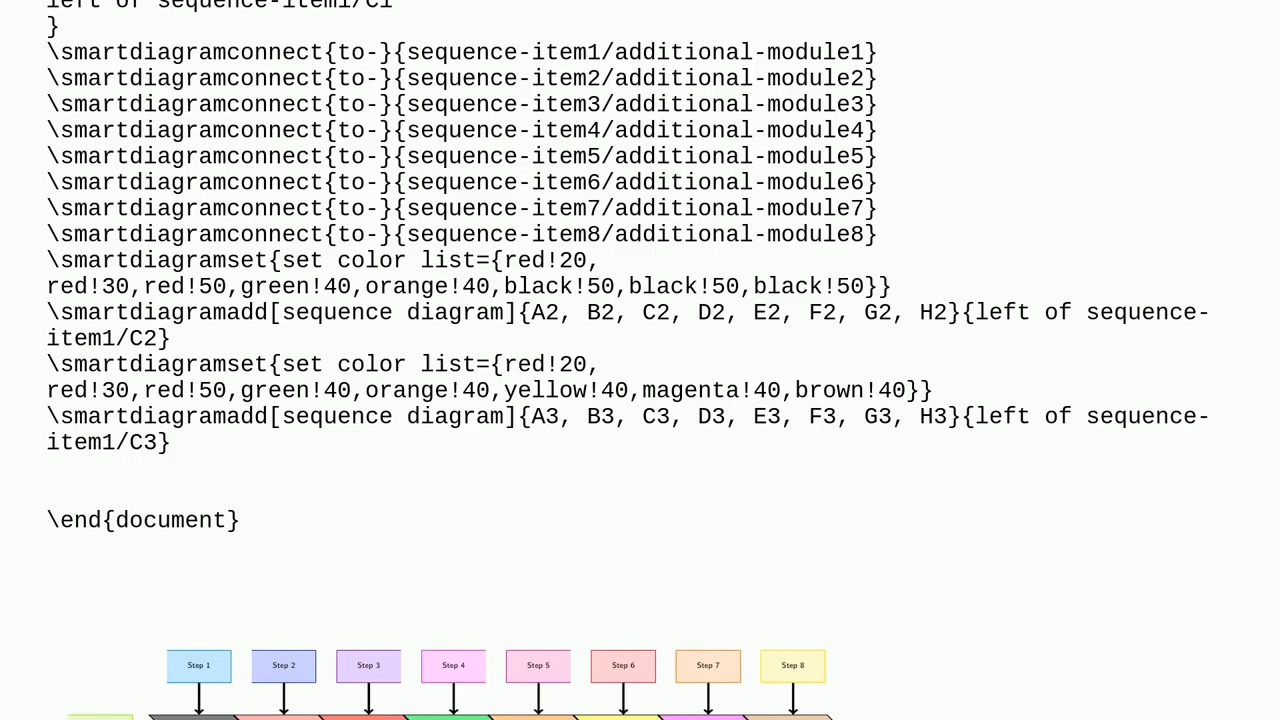 left of sequence-item1/C1
}
\smartdiagramconnect{to-}{sequence-item1/additional-module1}
\smartdiagramconnect{to-}{sequence-item2/additional-module2}
\smartdiagramconnect{to-}{sequence-item3/additional-module3}
\smartdiagramconnect{to-}{sequence-item4/additional-module4}
\smartdiagramconnect{to-}{sequence-item5/additional-module5}
\smartdiagramconnect{to-}{sequence-item6/additional-module6}
\smartdiagramconnect{to-}{sequence-item7/additional-module7}
\smartdiagramconnect{to-}{sequence-item8/additional-module8}
\smartdiagramset{set color list={red!20,
red!30,red!50,green!40,orange!40,black!50,black!50,black!50}}
\smartdiagramadd[sequence diagram]{A2, B2, C2, D2, E2, F2, G2, H2}{left of sequence-
item1/C2}
\smartdiagramset{set color list={red!20,
red!30,red!50,green!40,orange!40,yellow!40,magenta!40,brown!40}}
\smartdiagramadd[sequence diagram]{A3, B3, C3, D3, E3, F3, G3, H3}{left of sequence-
item1/C3}
\end{document}
Step 1 Step 2 Step 3 Step 4 Step 5 Step 6 Step 7 Step 8